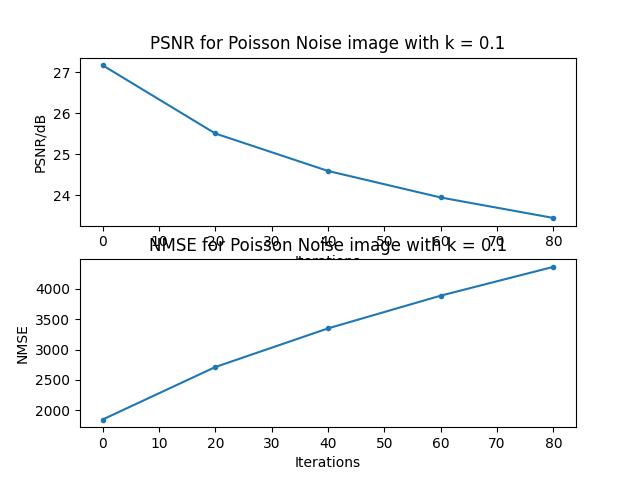 PSNR for Poisson Noise image with k = 0.1
27
26
25
24
PSNR/dB
0 10 20 30 40 50 60 70 80
Iterations
NMSE for Poisson Noise image with k = 0.1
4000
3500
3000
2500
2000
NMSE
0 10 20 30 40 50 60 70 80
Iterations